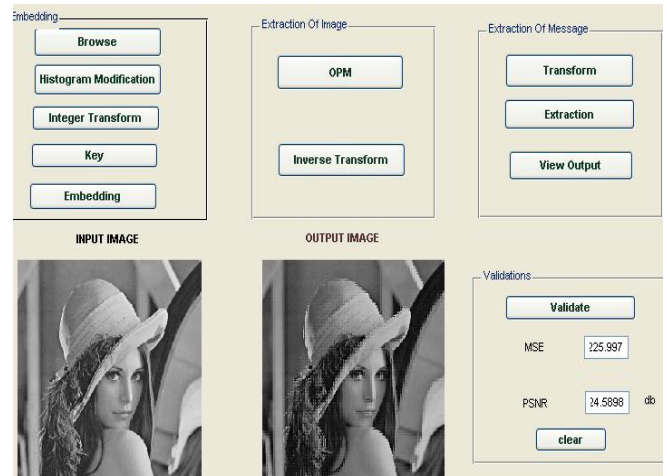 Embedding
Browse
Histogram Modification
Integer Transform
Key
Embedding
Extraction Of Image
OPM
Inverse Transform
Extraction Of Message
Transform
Extraction
View Output
INPUT IMAGE
OUTPUT IMAGE
Validations
Validate
MSE 225.997
PSNR 24.5898 db
clear